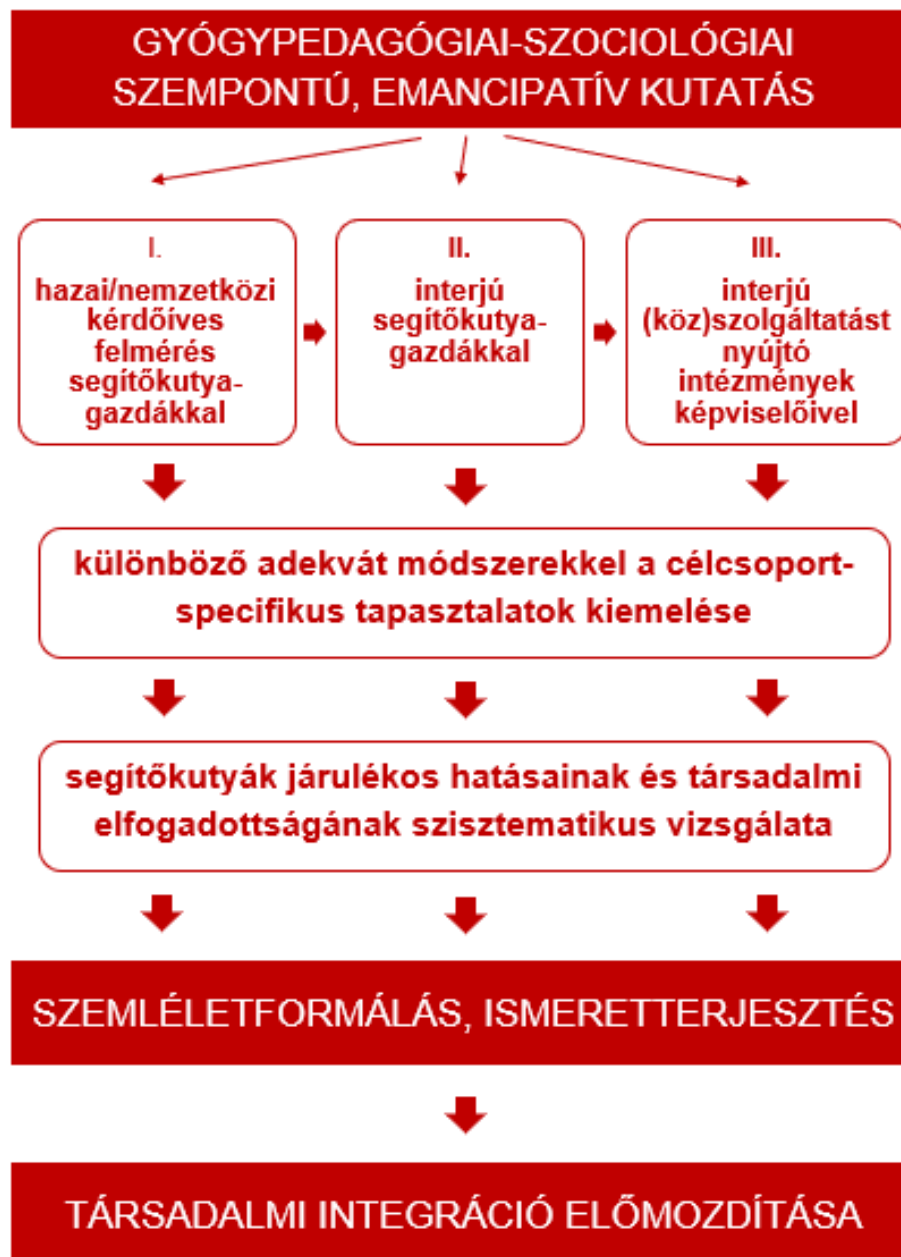 GYÓGYPEDAGÓGIAI-SZOCIOLÓGIAI
SZEMPONTÚ, EMANCIPATÍV KUTATÁS
I.
hazai/nemzetközi
kérdőíves
felmérés
segítőkutya-
gazdákkal
II.
interjú
segítőkutya-
gazdákkal
III.
interjú
(köz)szolgáltatást
nyújtó
intézmények
képviselőivel
különböző adekvát módszerekkel a célcsoport-
specifikus tapasztalatok kiemelése
segítőkutyák járulékos hatásainak és társadalmi
elfogadottságának szisztematikus vizsgálata
SZEMLÉLETFORMÁLÁS, ISMERETTERJESZTÉS
TÁRSADALMI INTEGRÁCIÓ ELŐMOZDÍTÁSA